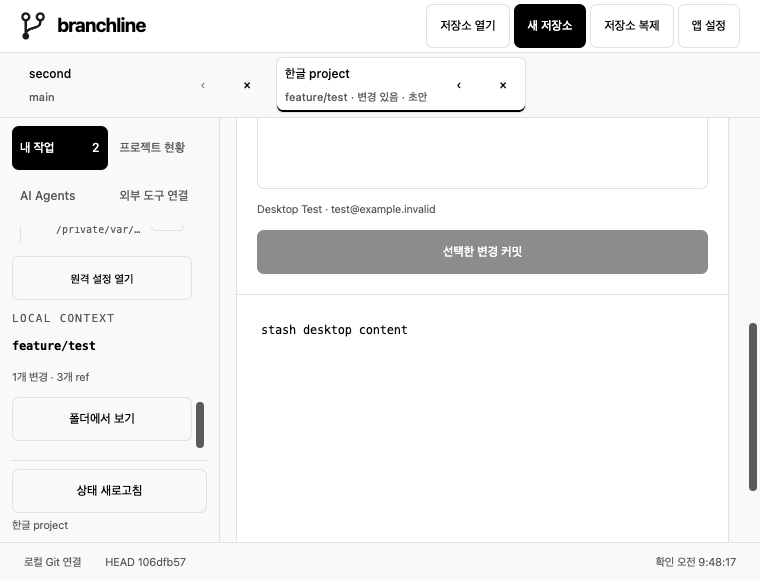 branchline
저장소 열기
새 저장소
저장소 복제
앱 설정
second
main
‹
×
한글 project
feature/test · 변경 있음 · 초안
‹
×
내 작업 2
프로젝트 현황
AI Agents
외부 도구 연결
/private/var/…
원격 설정 열기
LOCAL CONTEXT
feature/test
1개 변경 · 3개 ref
폴더에서 보기
상태 새로고침
한글 project
Desktop Test · test@example.invalid
선택한 변경 커밋
stash desktop content
로컬 Git 연결
HEAD 106dfb57
확인 오전 9:48:17